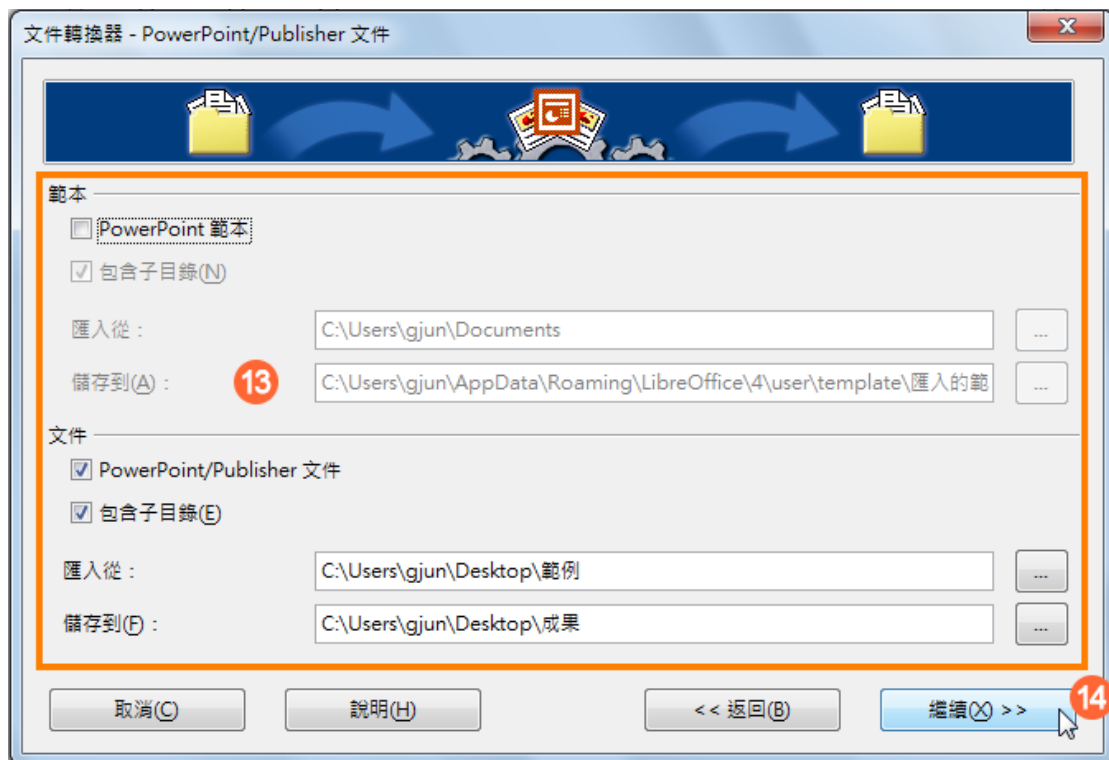 文件轉換器 - PowerPoint/Publisher 文件
範本
PowerPoint 範本
包含子目錄(N)
匯入從：
C:\Users\gjun\Documents
...
儲存到(A)：
13
C:\Users\gjun\AppData\Roaming\LibreOffice\4\user\template\匯入的範
...
文件
PowerPoint/Publisher 文件
包含子目錄(E)
匯入從：
C:\Users\gjun\Desktop\範例
...
儲存到(F)：
C:\Users\gjun\Desktop\成果
...
取消(C)
說明(H)
<< 返回(B)
繼續(X) >>
14